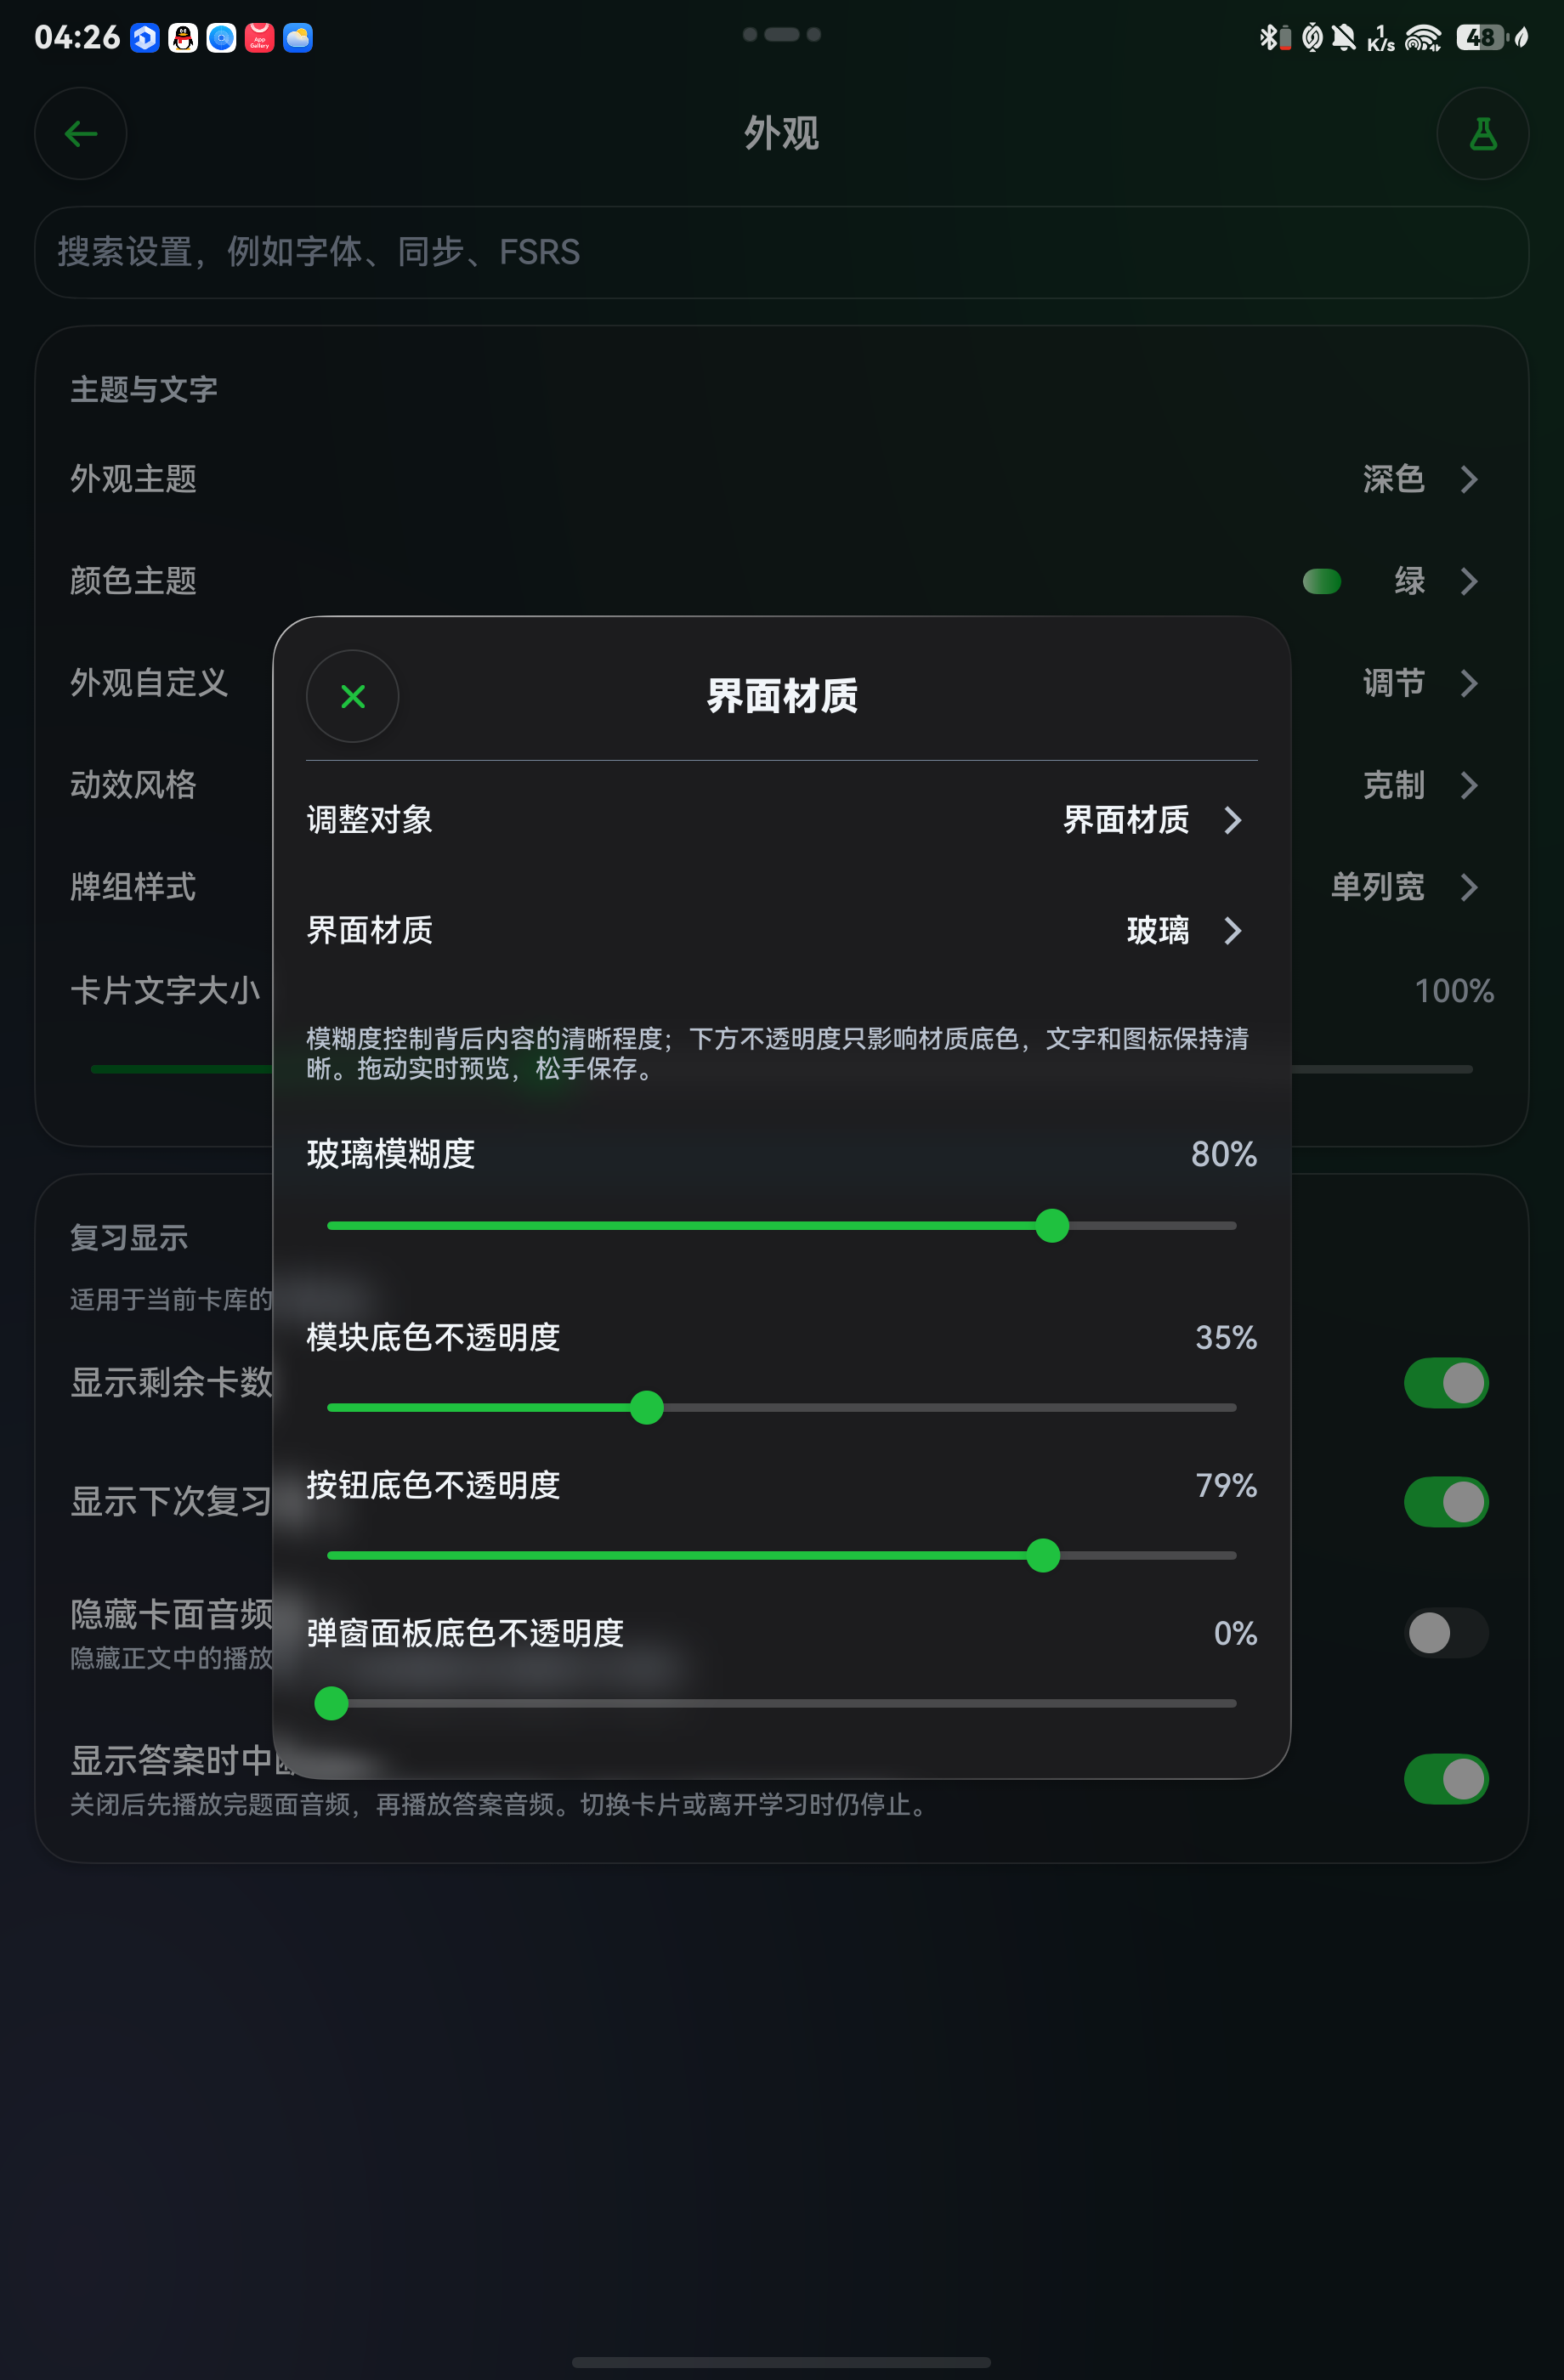 04:26
1
K/s
48
外观
搜索设置，例如字体、同步、FSRS
主题与文字
外观主题
深色
颜色主题
绿
外观自定义
调节
动效风格
克制
牌组样式
单列宽
卡片文字大小
100%
界面材质
调整对象
界面材质
界面材质
玻璃
模糊度控制背后内容的清晰程度；下方不透明度只影响材质底色，文字和图标保持清
晰。拖动实时预览，松手保存。
玻璃模糊度
80%
模块底色不透明度
35%
按钮底色不透明度
79%
弹窗面板底色不透明度
0%
复习显示
适用于当前卡库的
显示剩余卡数
显示下次复习
隐藏卡面音频
隐藏正文中的播放
显示答案时中
关闭后先播放完题面音频，再播放答案音频。切换卡片或离开学习时仍停止。